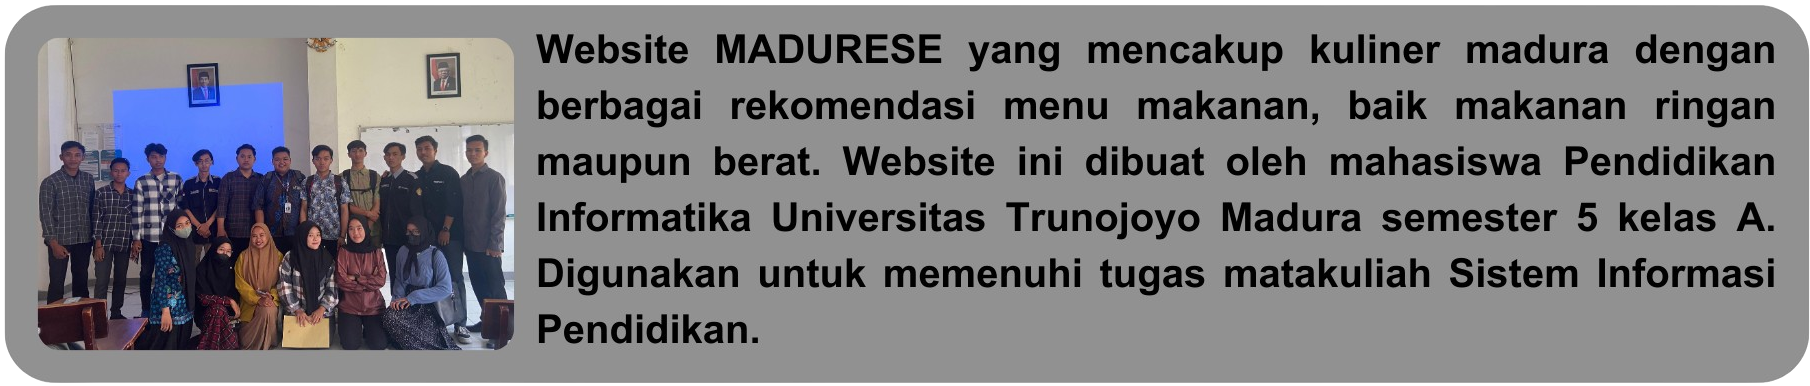 Website MADURESE yang mencakup kuliner madura dengan
berbagai rekomendasi menu makanan, baik makanan ringan
maupun berat. Website ini dibuat oleh mahasiswa Pendidikan
Informatika Universitas Trunojoyo Madura semester 5 kelas A.
Digunakan untuk memenuhi tugas matakuliah Sistem Informasi
Pendidikan.